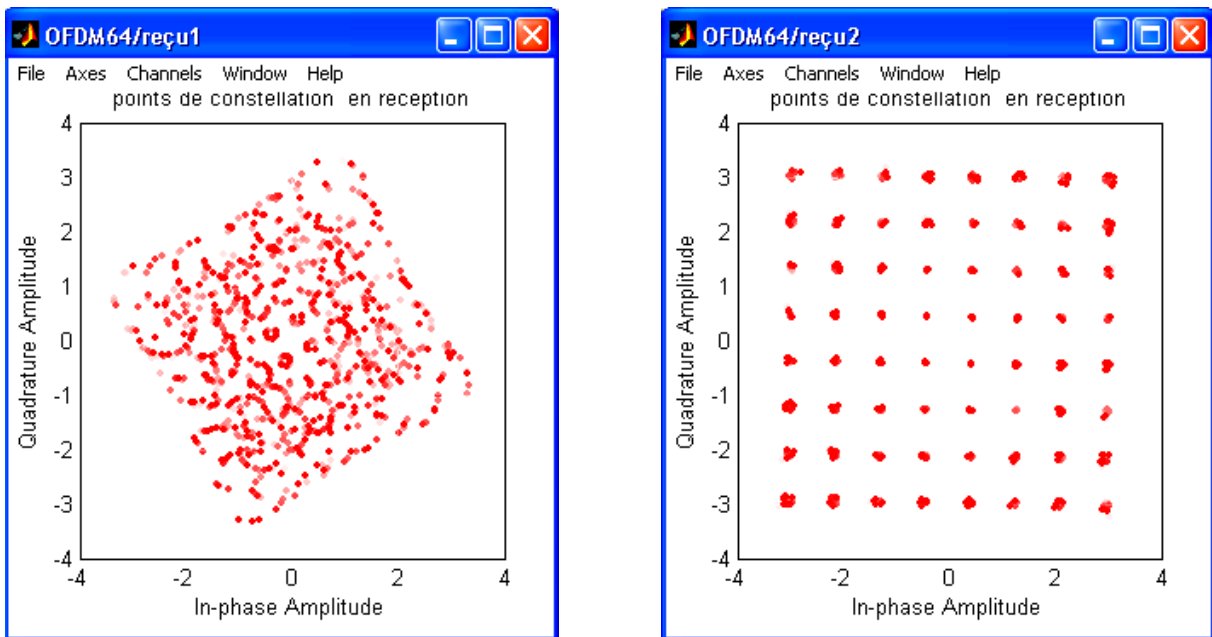 OFDM64/reçu1
File Axes Channels Window Help
points de constellation en reception
4
3
2
1
0
-1
-2
-3
-4
Quadrature Amplitude
-4 -2 0 2 4
In-phase Amplitude
OFDM64/reçu2
File Axes Channels Window Help
points de constellation en reception
4
3
2
1
0
-1
-2
-3
-4
Quadrature Amplitude
-4 -2 0 2 4
In-phase Amplitude